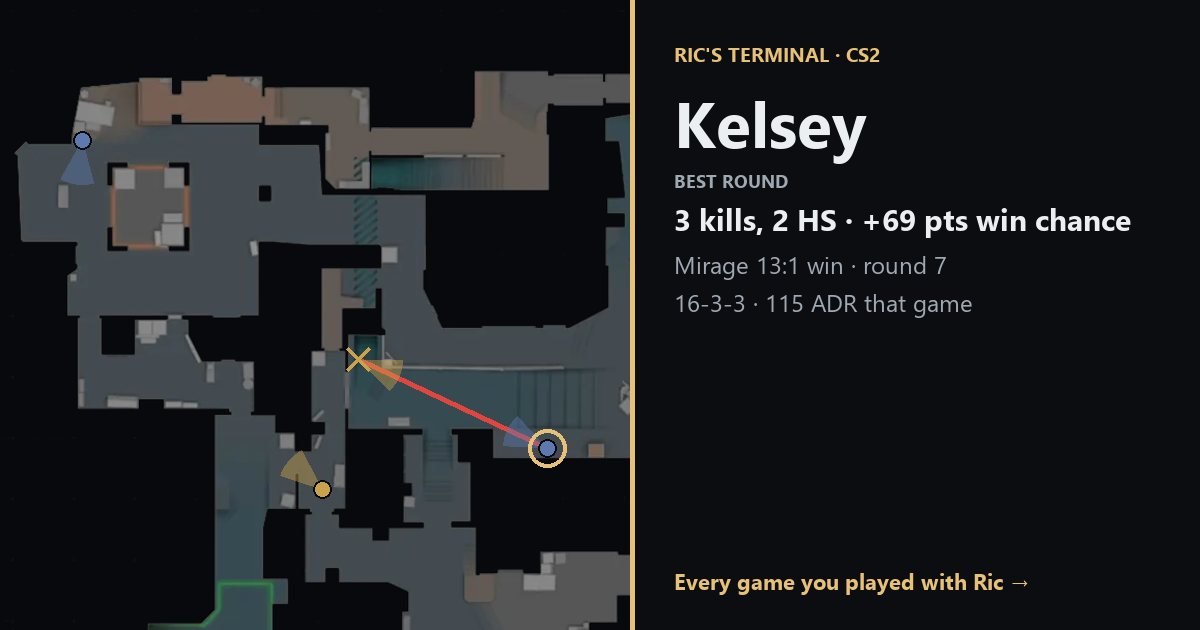 RIC'S TERMINAL · CS2
Kelsey
BEST ROUND
3 kills, 2 HS · +69 pts win chance
Mirage 13:1 win · round 7
16-3-3 · 115 ADR that game
Every game you played with Ric →